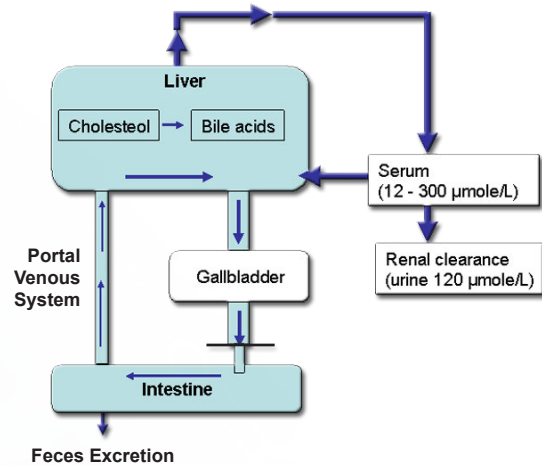 Liver
Cholesteol
Bile acids
Serum
(12 - 300 µmole/L)
Renal clearance
(urine 120 µmole/L)
Portal
Venous
System
Gallbladder
Intestine
Feces Excretion